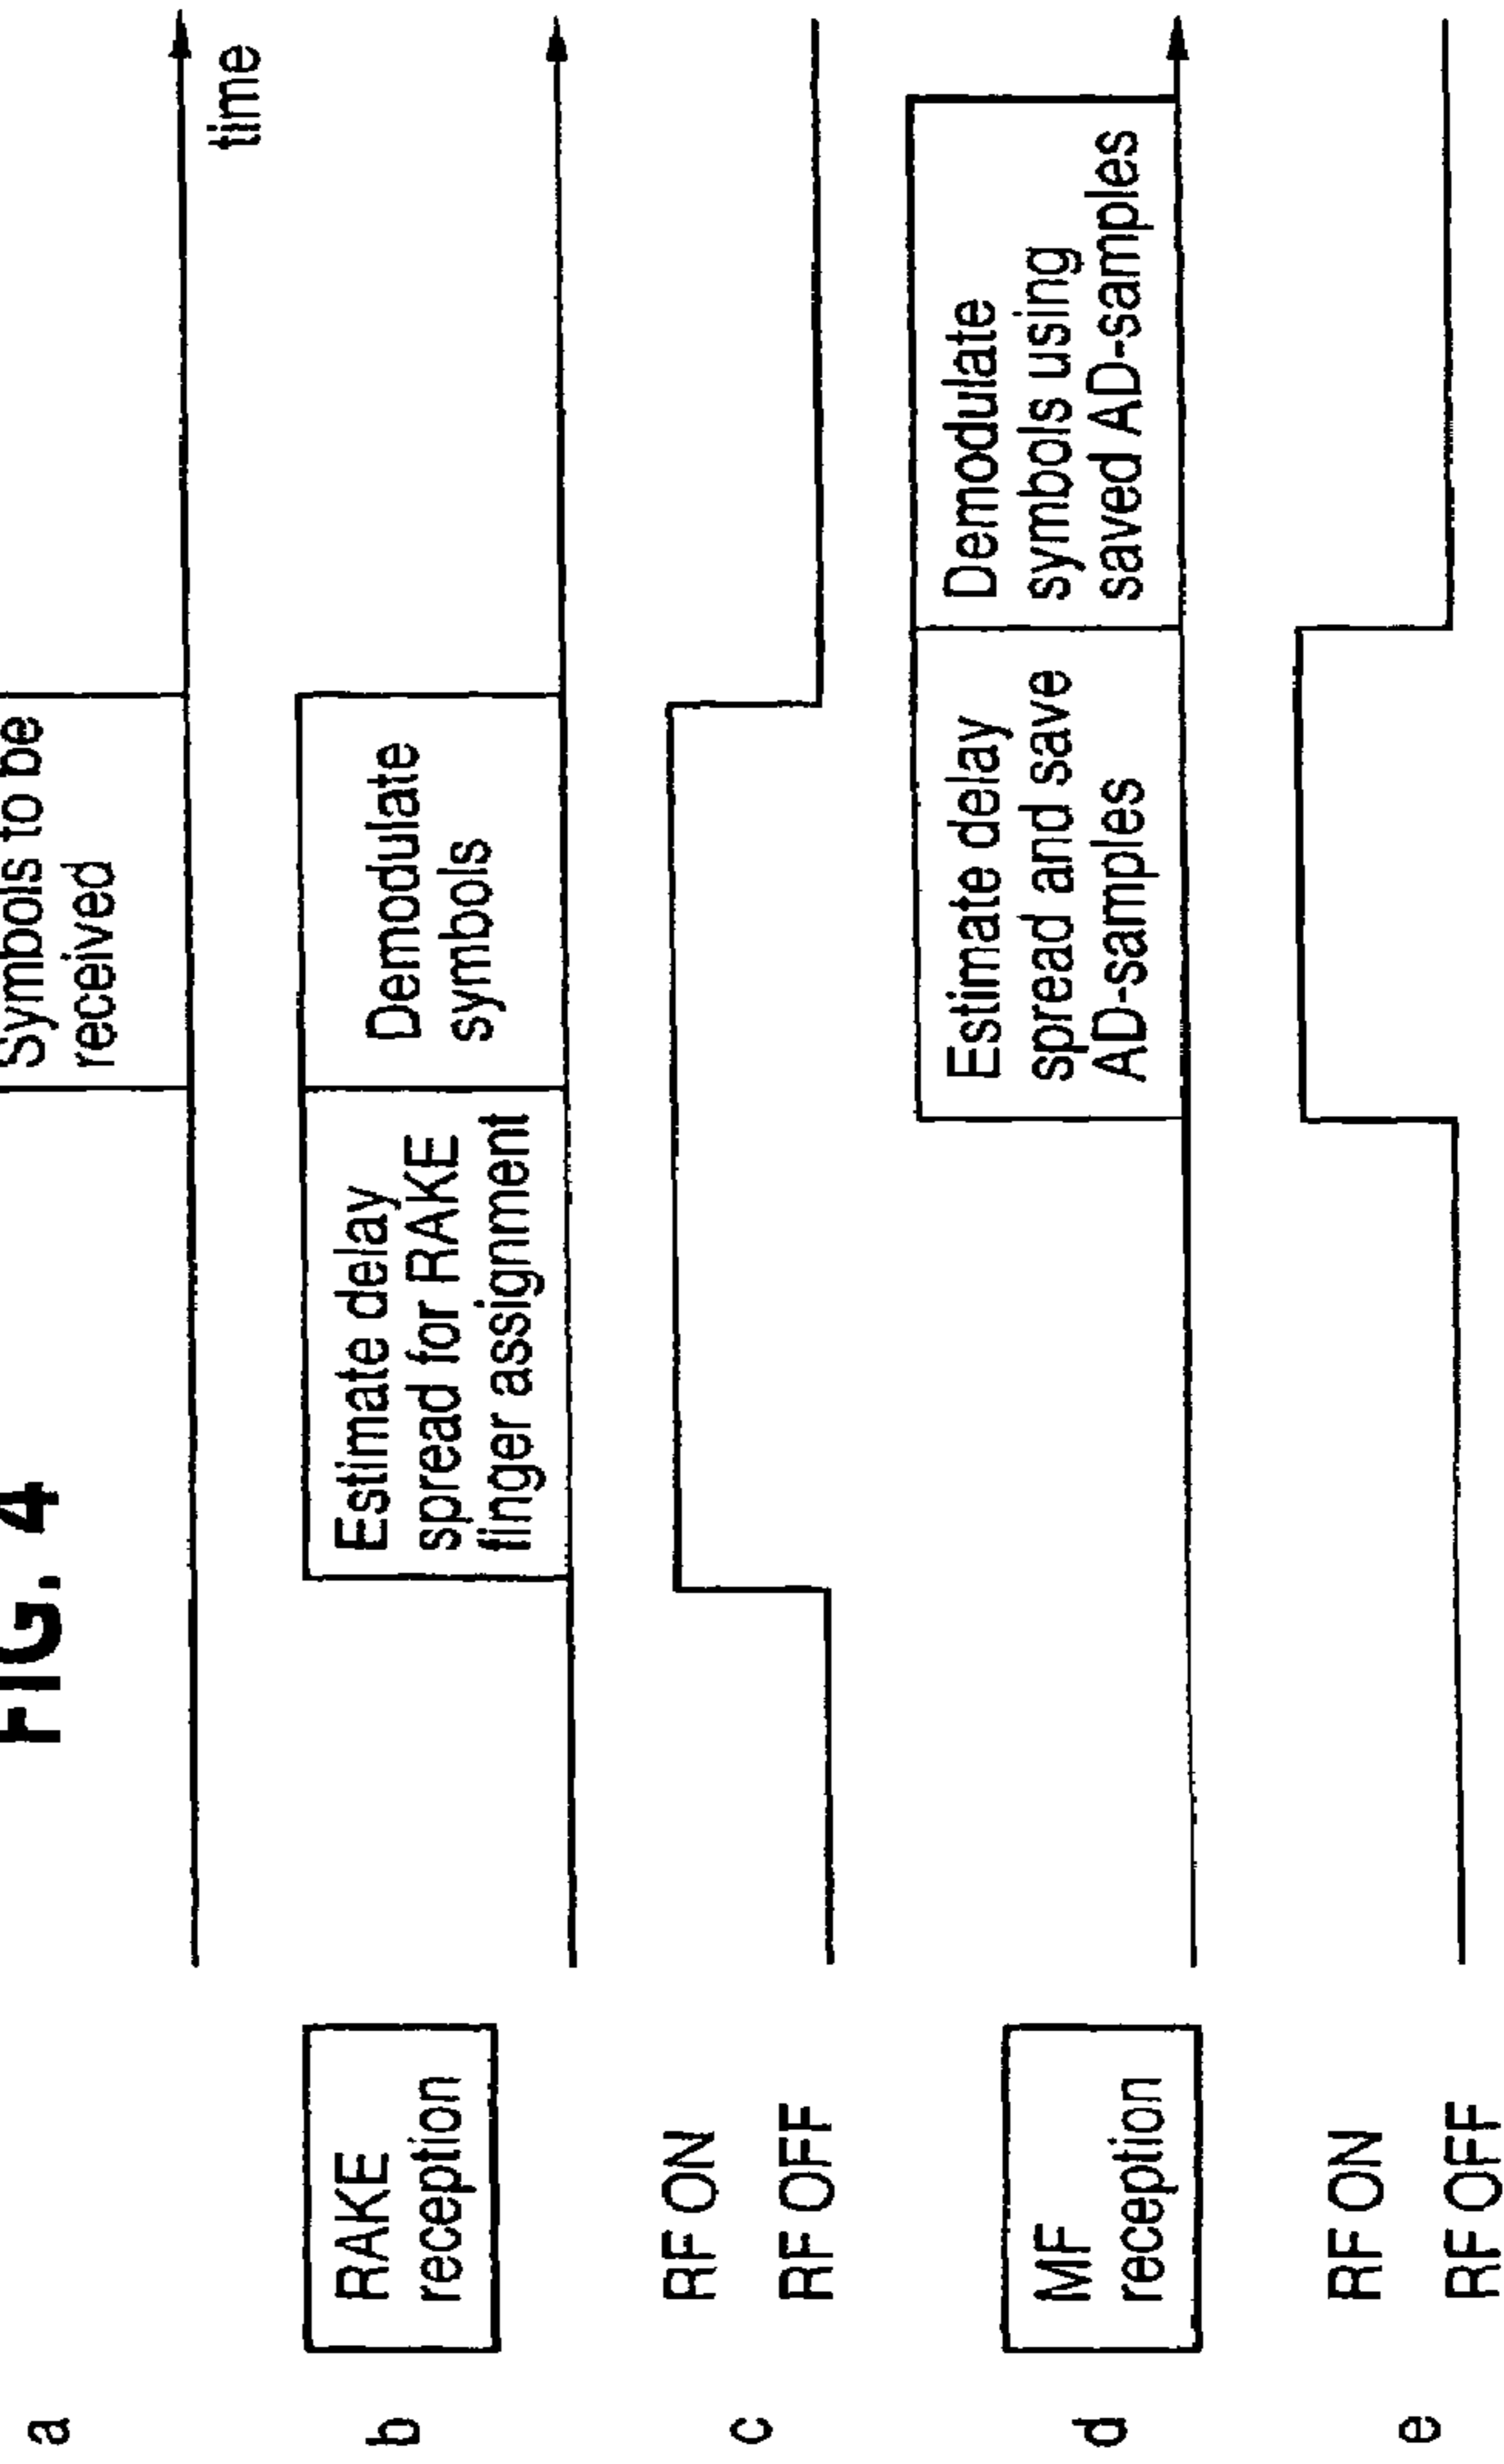 FIG. 4
a
Symbols to be
received
time
b
RAKE
reception
Estimate delay
spread for RAKE
finger assignment
Demodulate
symbols
c
RF ON
RF OFF
d
MF
reception
Estimate delay
spread and save
AD-samples
Demodulate
symbols using
saved AD-samples
e
RF ON
RF OFF